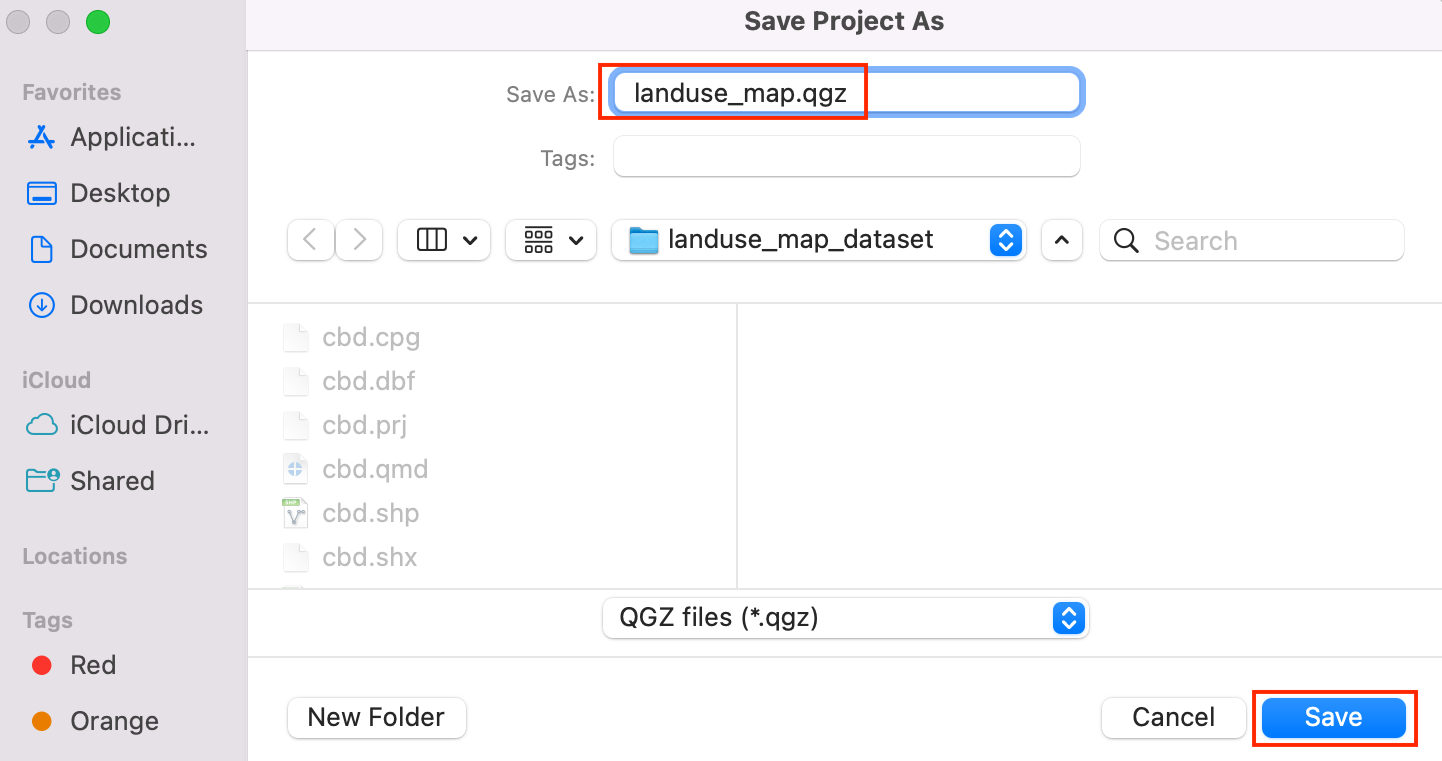 Save Project As
Favorites
Applicati...
Desktop
Documents
Downloads
iCloud
iCloud Dri...
Shared
Locations
Tags
Red
Orange
Save As: landuse_map.qgz
Tags:
landuse_map_dataset
Search
cbd.cpg
cbd.dbf
cbd.prj
cbd.qmd
cbd.shp
cbd.shx
QGZ files (*.qgz)
New Folder
Cancel
Save